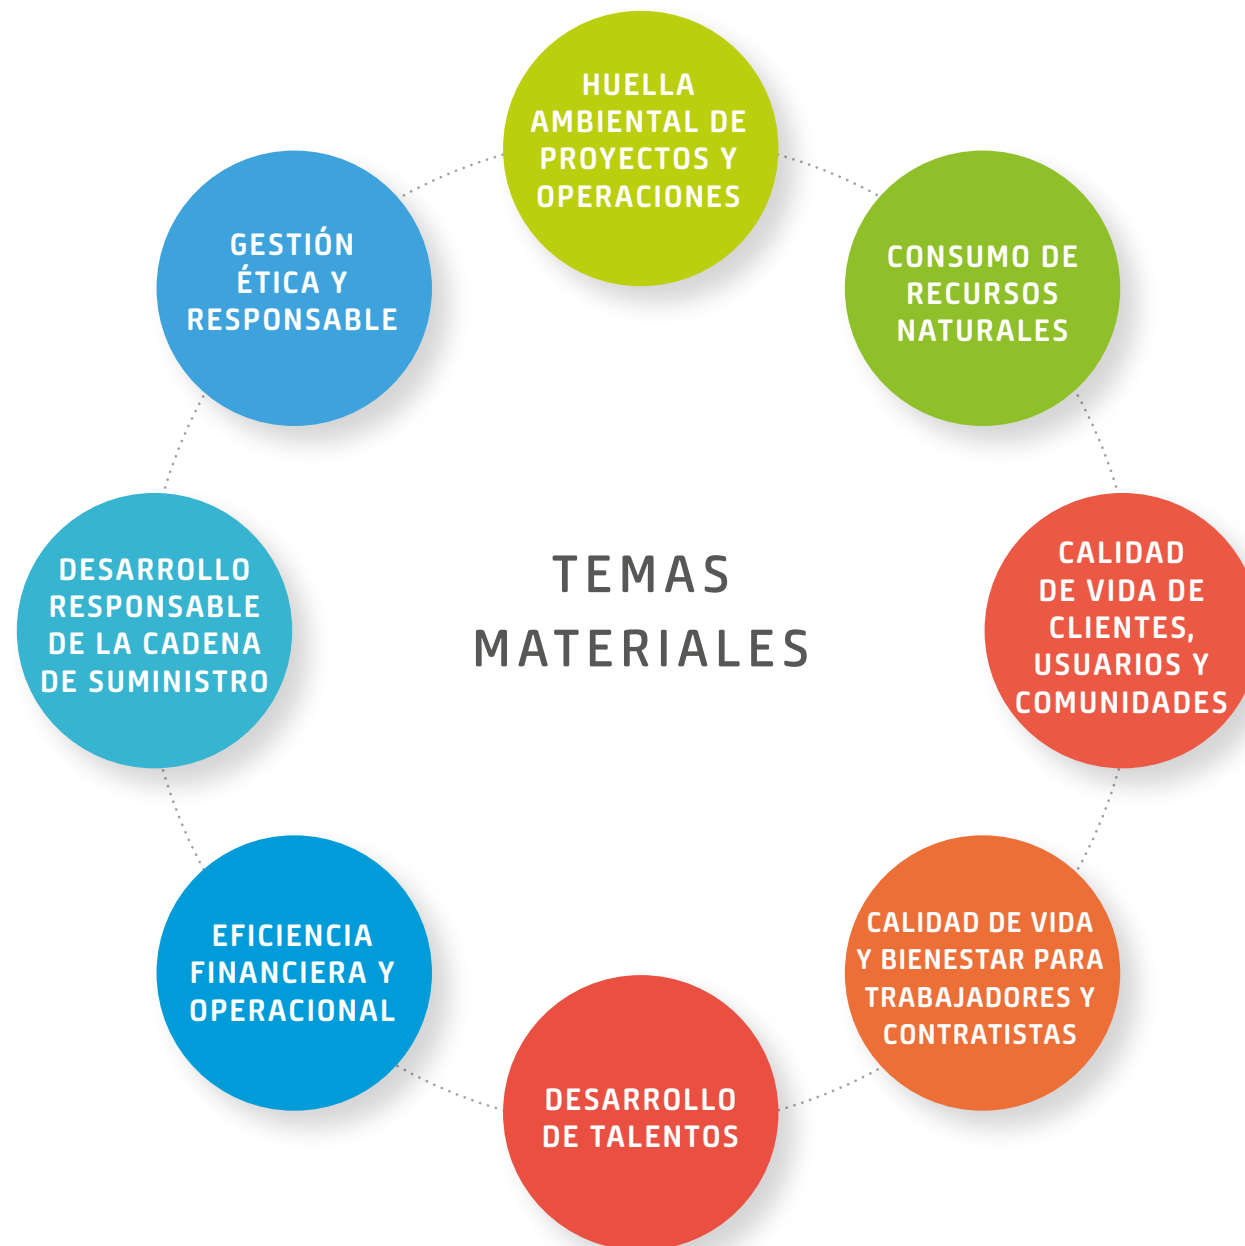 HUELLA
AMBIENTAL DE
PROYECTOS Y
OPERACIONES
CONSUMO DE
RECURSOS
NATURALES
CALIDAD
DE VIDA DE
CLIENTES,
USUARIOS Y
COMUNIDADES
CALIDAD DE VIDA
Y BIENESTAR PARA
TRABAJADORES Y
CONTRATISTAS
DESARROLLO
DE TALENTOS
EFICIENCIA
FINANCIERA Y
OPERACIONAL
DESARROLLO
RESPONSABLE
DE LA CADENA
DE SUMINISTRO
GESTIÓN
ÉTICA Y
RESPONSABLE
TEMAS
MATERIALES